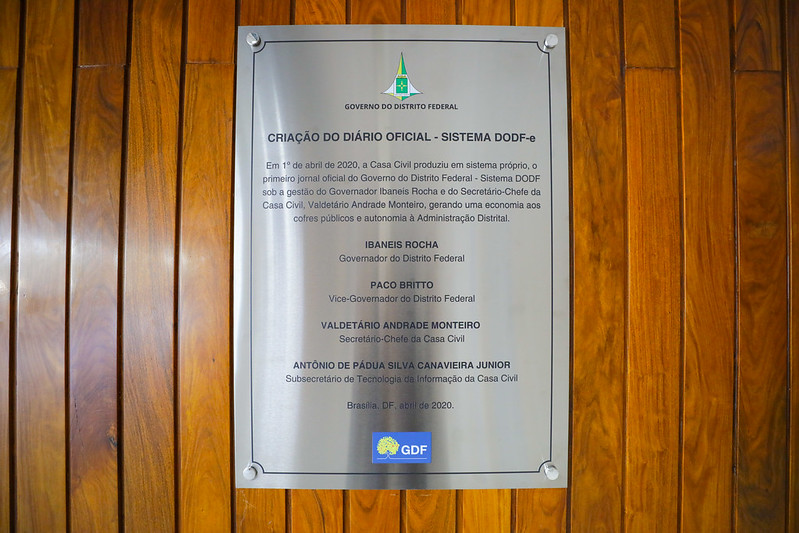 GOVERNO DO DISTRITO FEDERAL
CRIAÇÃO DO DIÁRIO OFICIAL - SISTEMA DODF-e
Em 1º de abril de 2020, a Casa Civil produziu em sistema próprio, o
primeiro jornal oficial do Governo do Distrito Federal - Sistema DODF
sob a gestão do Governador Ibaneis Rocha e do Secretário-Chefe da
Casa Civil, Valdetário Andrade Monteiro, gerando uma economia aos
cofres públicos e autonomia à Administração Distrital.
IBANEIS ROCHA
Governador do Distrito Federal
PACO BRITTO
Vice-Governador do Distrito Federal
VALDETÁRIO ANDRADE MONTEIRO
Secretário-Chefe da Casa Civil
ANTÔNIO DE PÁDUA SILVA CANAVIEIRA JUNIOR
Subsecretário de Tecnologia da Informação da Casa Civil
Brasília, DF, abril de 2020.
GDF